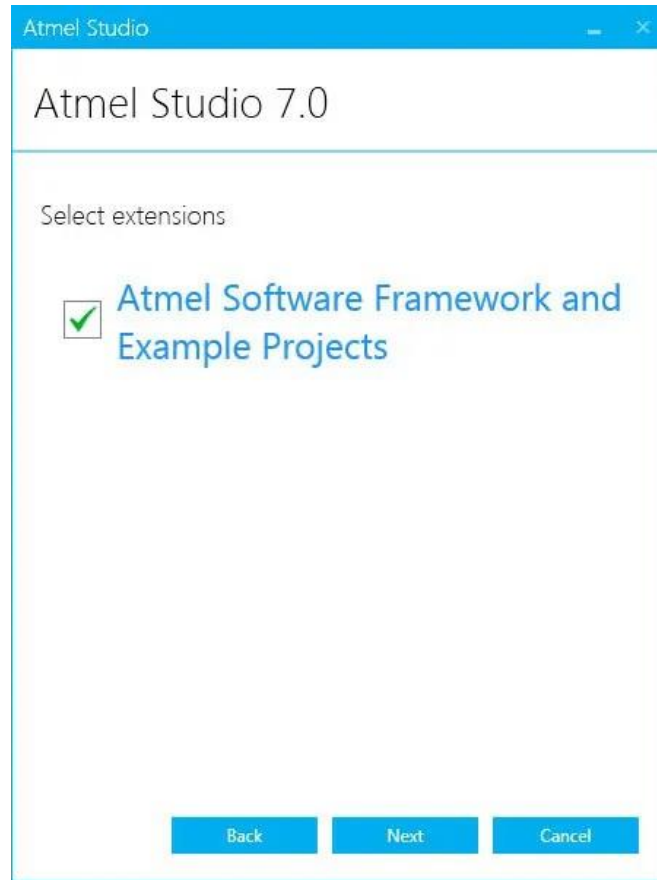 Atmel Studio
Atmel Studio 7.0
Select extensions
Atmel Software Framework and
Example Projects
Back Next Cancel